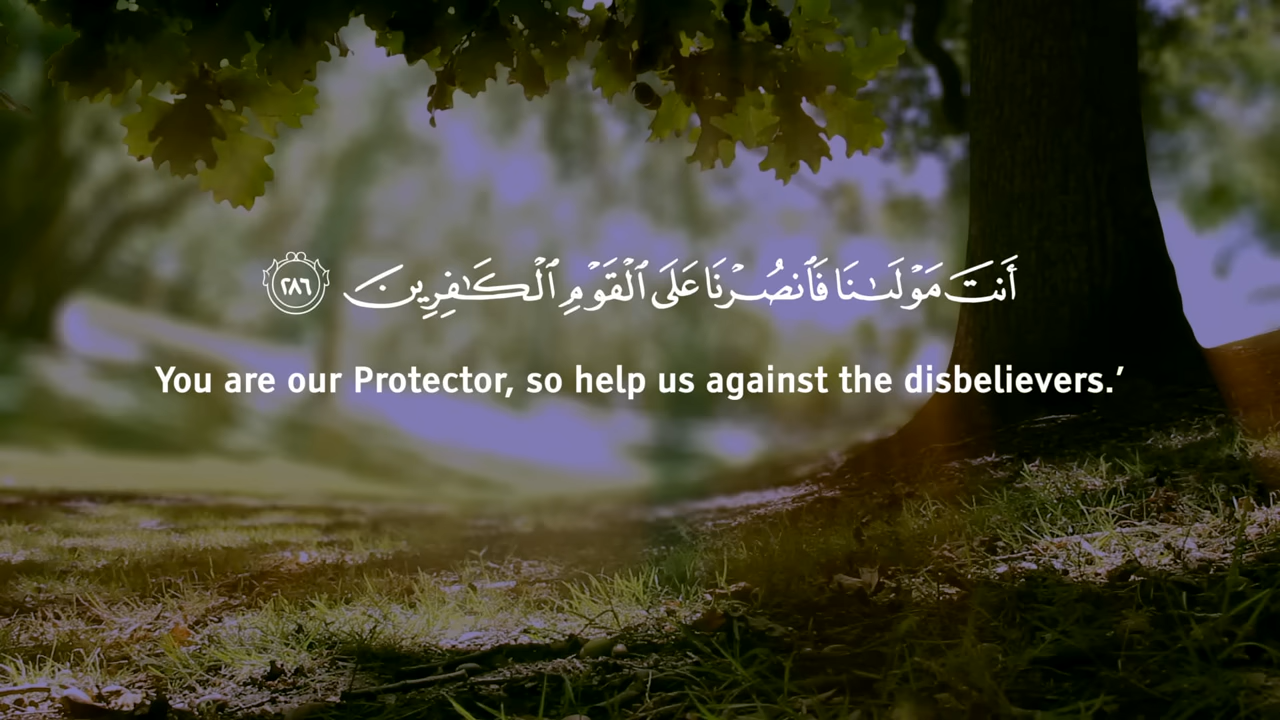 أَنتَ مَوْلَىٰنَا فَٱنصُرْنَا عَلَى ٱلْقَوْمِ ٱلْكَـٰفِرِينَ ٢٨٦
You are our Protector, so help us against the disbelievers.’